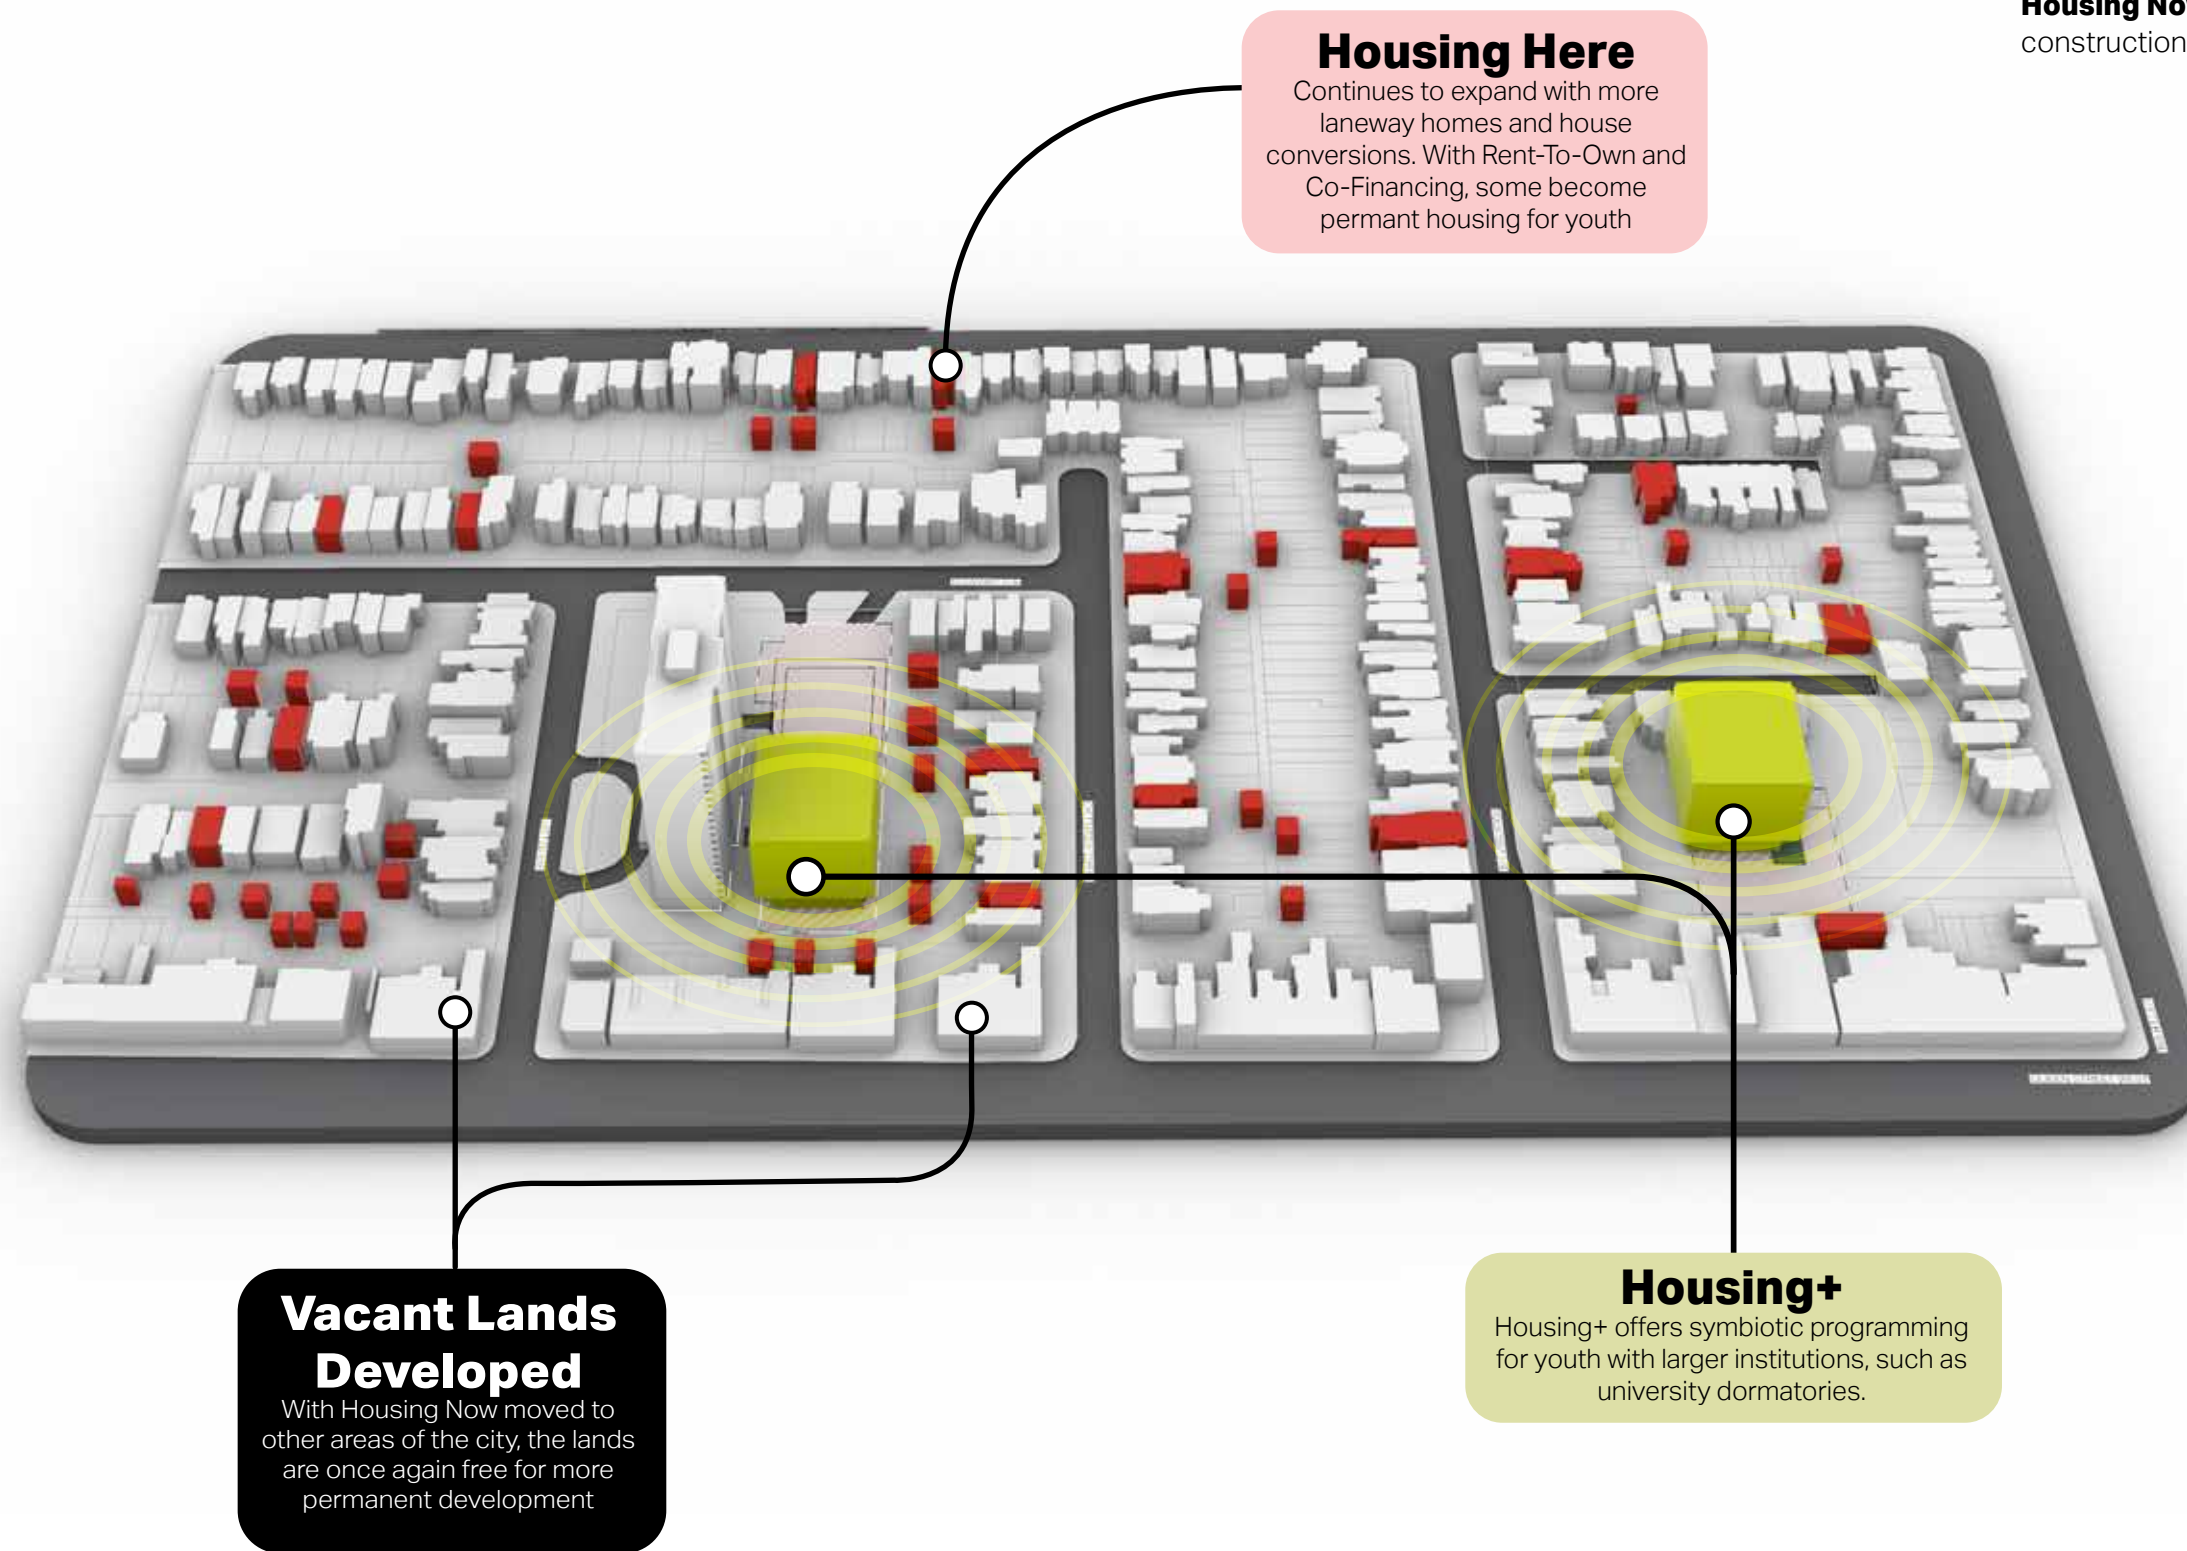 Housing No
construction
Housing Here
Continues to expand with more
laneway homes and house
conversions. With Rent-To-Own and
Co-Financing, some become
permant housing for youth
Vacant Lands
Developed
With Housing Now moved to
other areas of the city, the lands
are once again free for more
permanent development
Housing+
Housing+ offers symbiotic programming
for youth with larger institutions, such as
university dormatories.